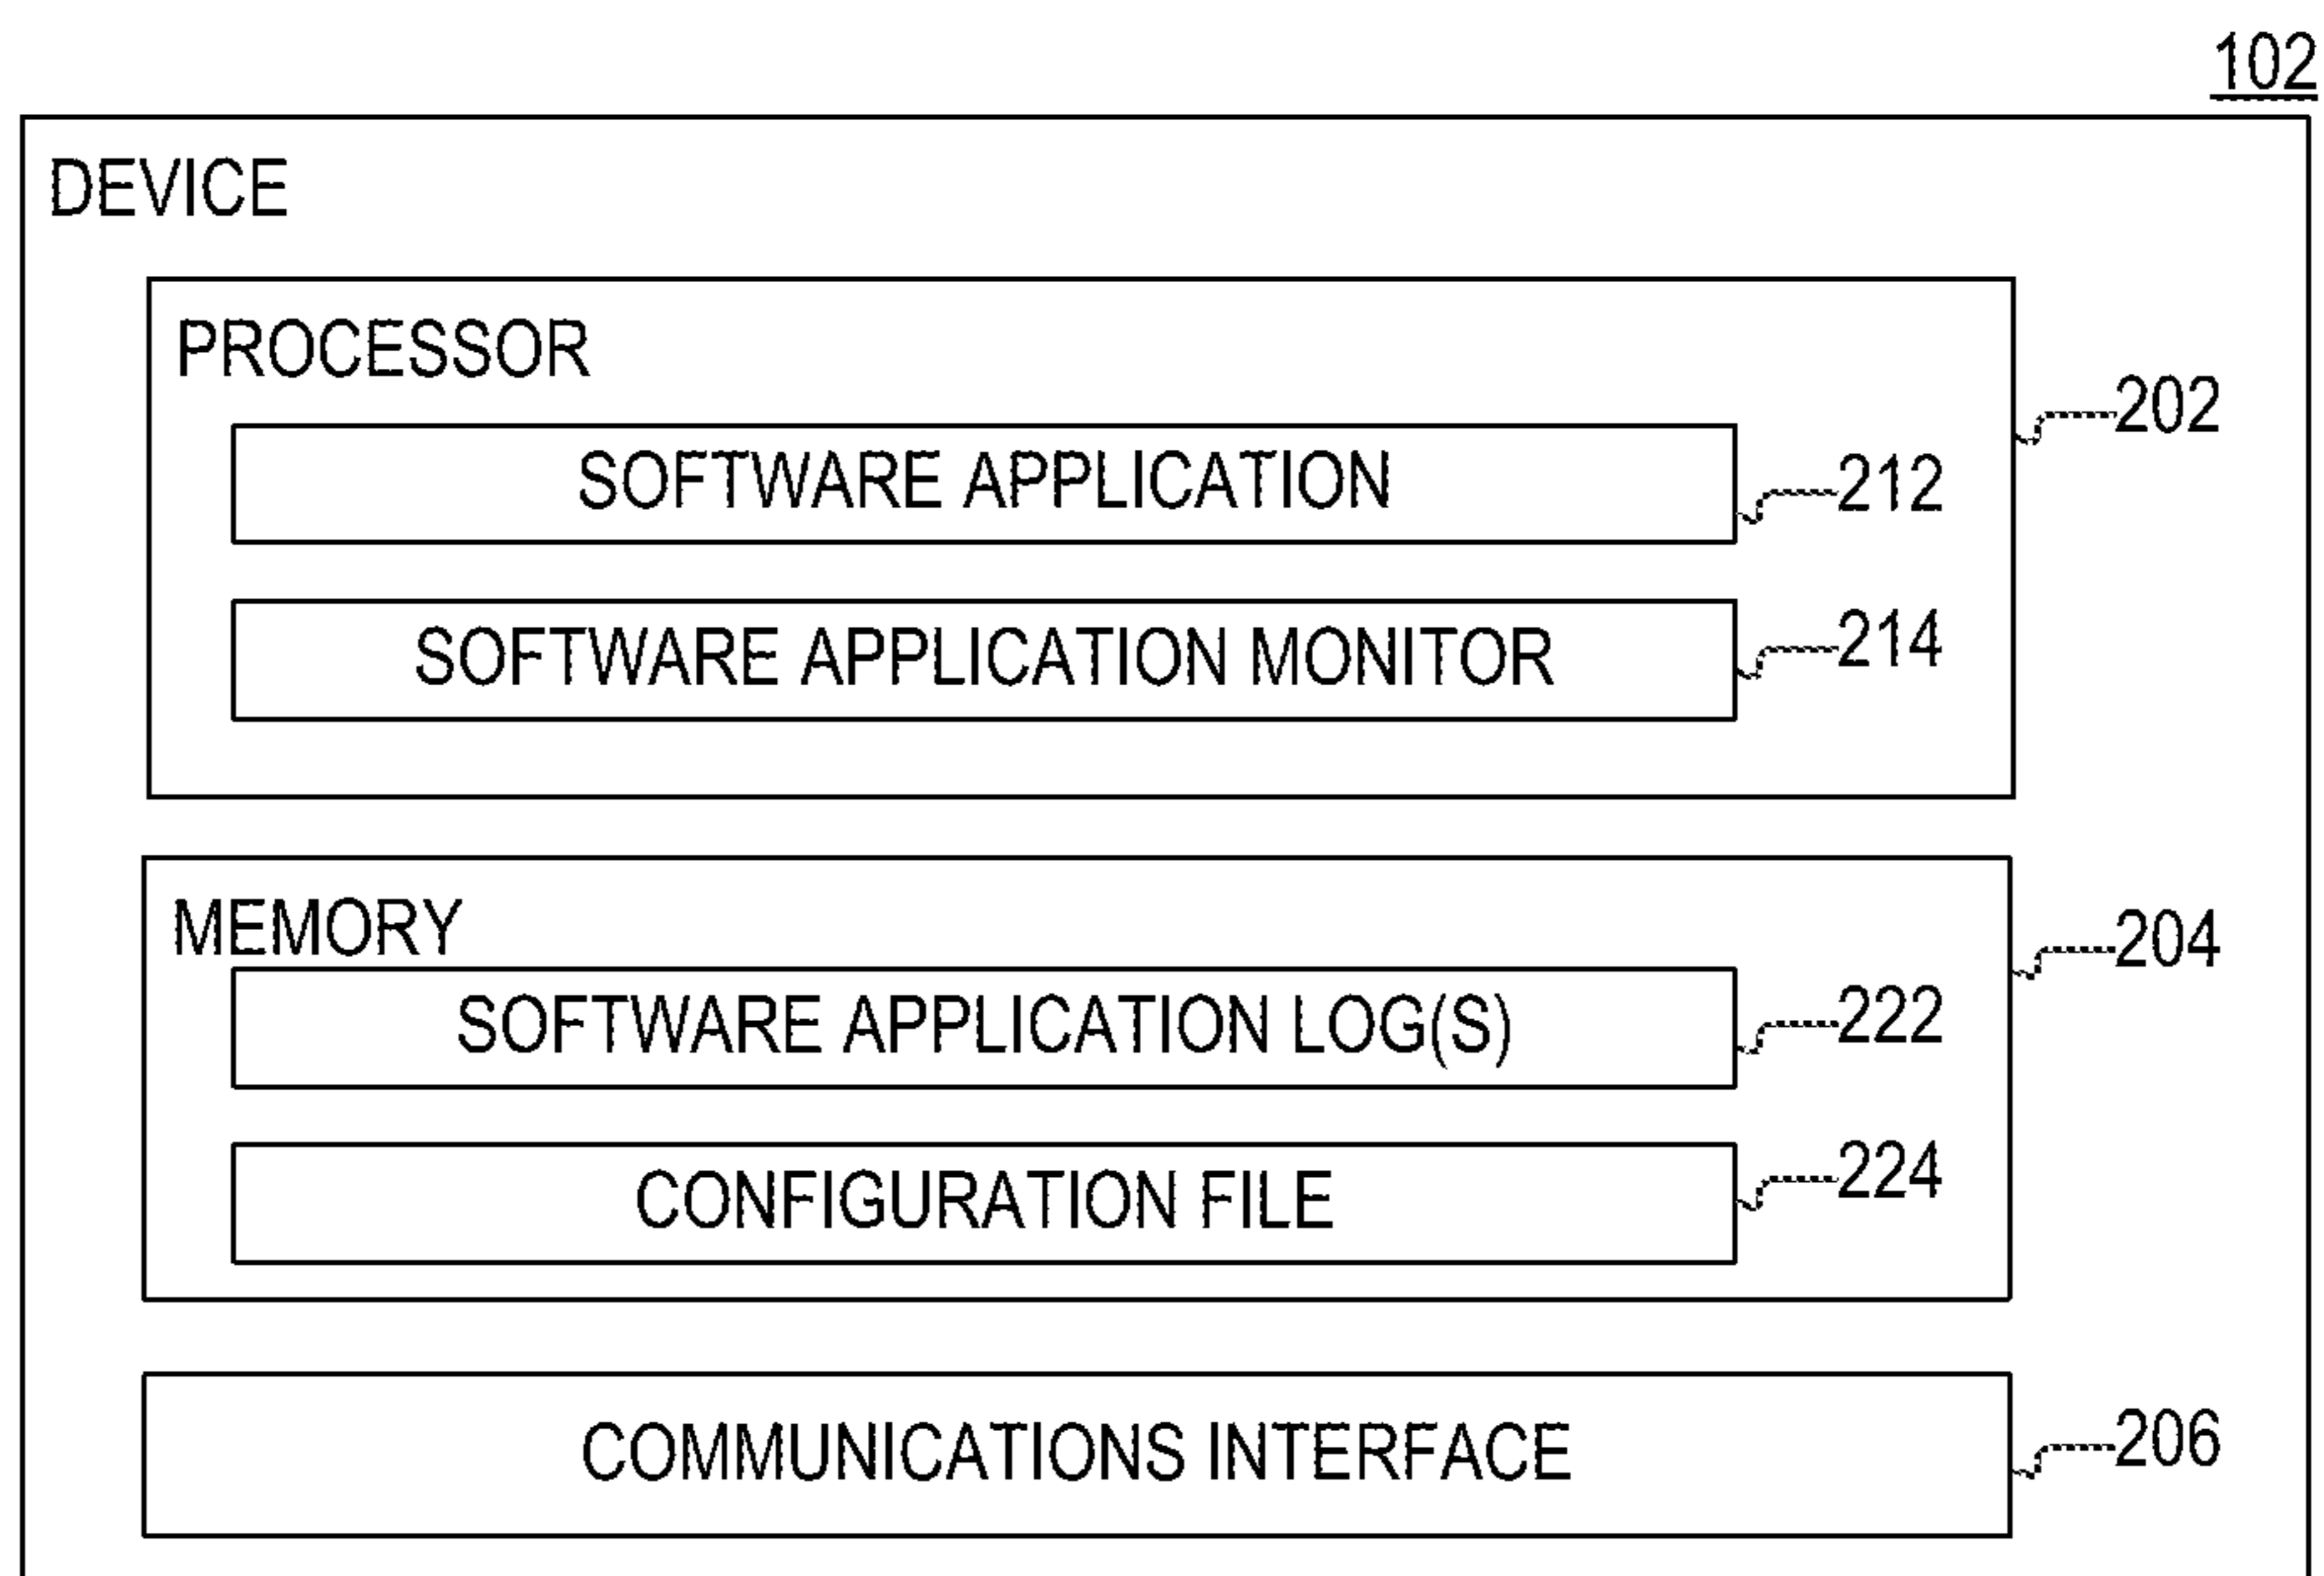 102
DEVICE
PROCESSOR
202
SOFTWARE APPLICATION
212
SOFTWARE APPLICATION MONITOR
214
MEMORY
204
SOFTWARE APPLICATION LOG(S)
222
CONFIGURATION FILE
224
COMMUNICATIONS INTERFACE
206